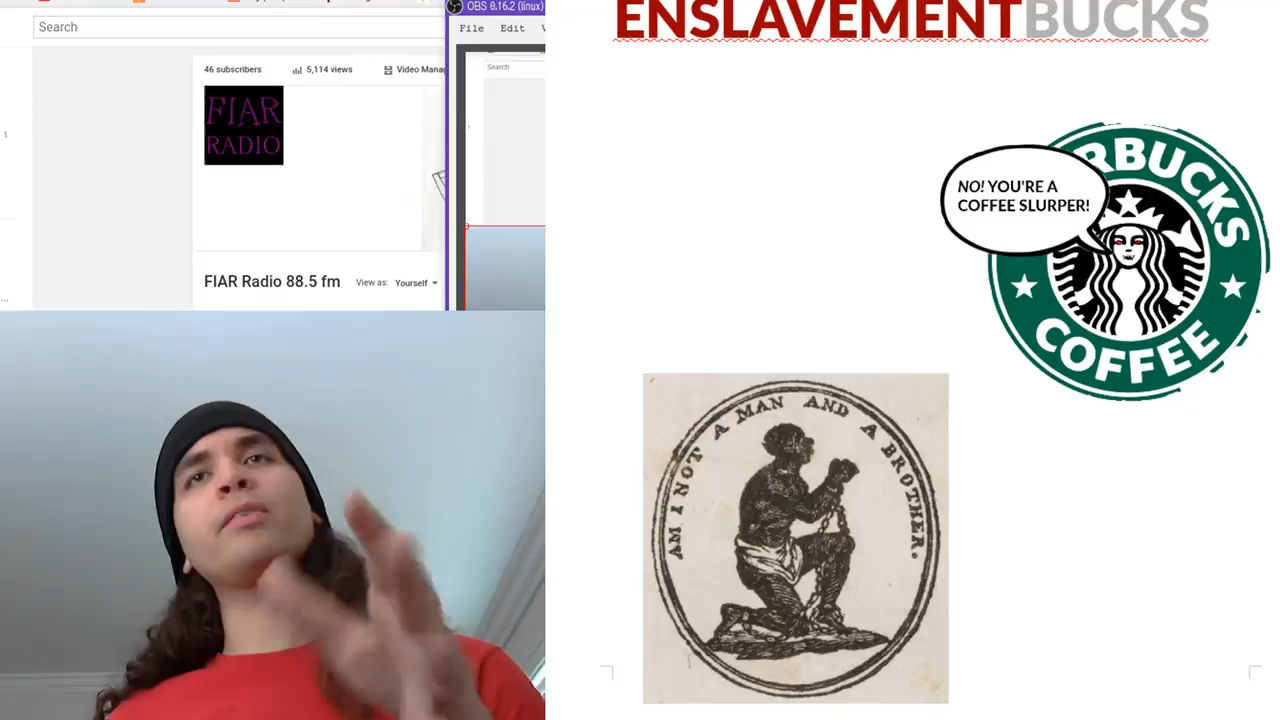 Search
46 subscribers
5,114 views
Video Manag
FIAR
RADIO
FIAR Radio 88.5 fm
View as:
Yourself
1
...
OBS 0.16.2 (linux)
File
Edit
Search
ENSLAVEMENTBUCKS
NO! YOU'RE A
COFFEE SLURPER!
RBUCKS
COFFEE
AM I NOT A MAN AND A BROTHER.